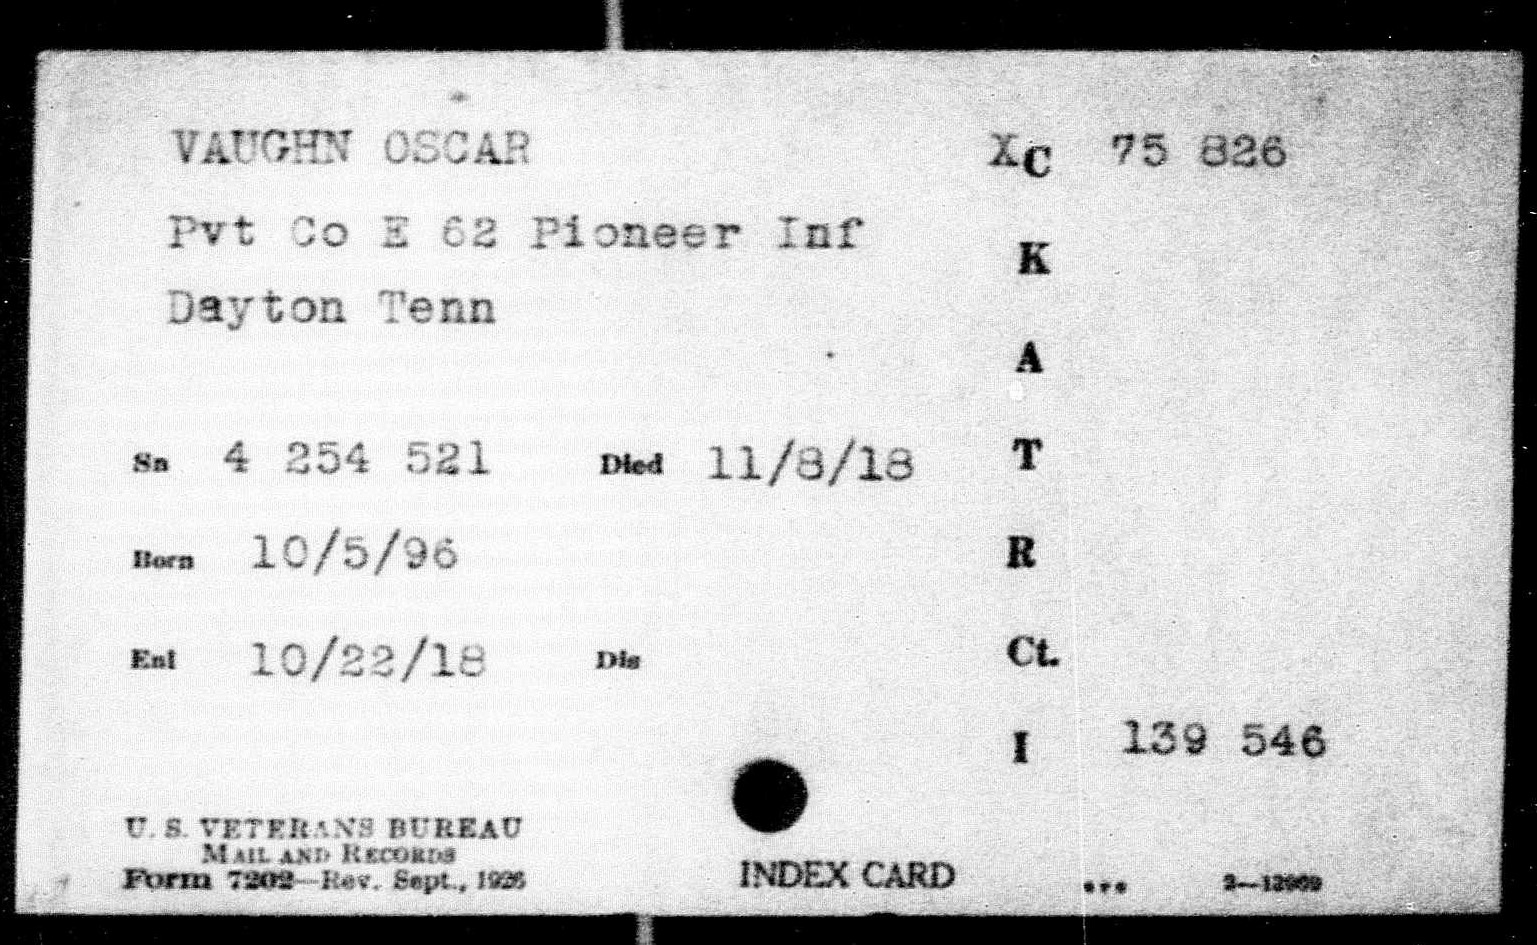 VAUGHN OSCAR XC 75 826
Pvt Co E 62 Pioneer Inf K
Dayton Tenn
A
Sn 4 254 521 Died 11/8/18 T
Born 10/5/96 R
Enl 10/22/18 Dis Ct.
I 139 546
U. S. VETERANS BUREAU
MAIL AND RECORDS
Form 7202—Rev. Sept., 1926
INDEX CARD